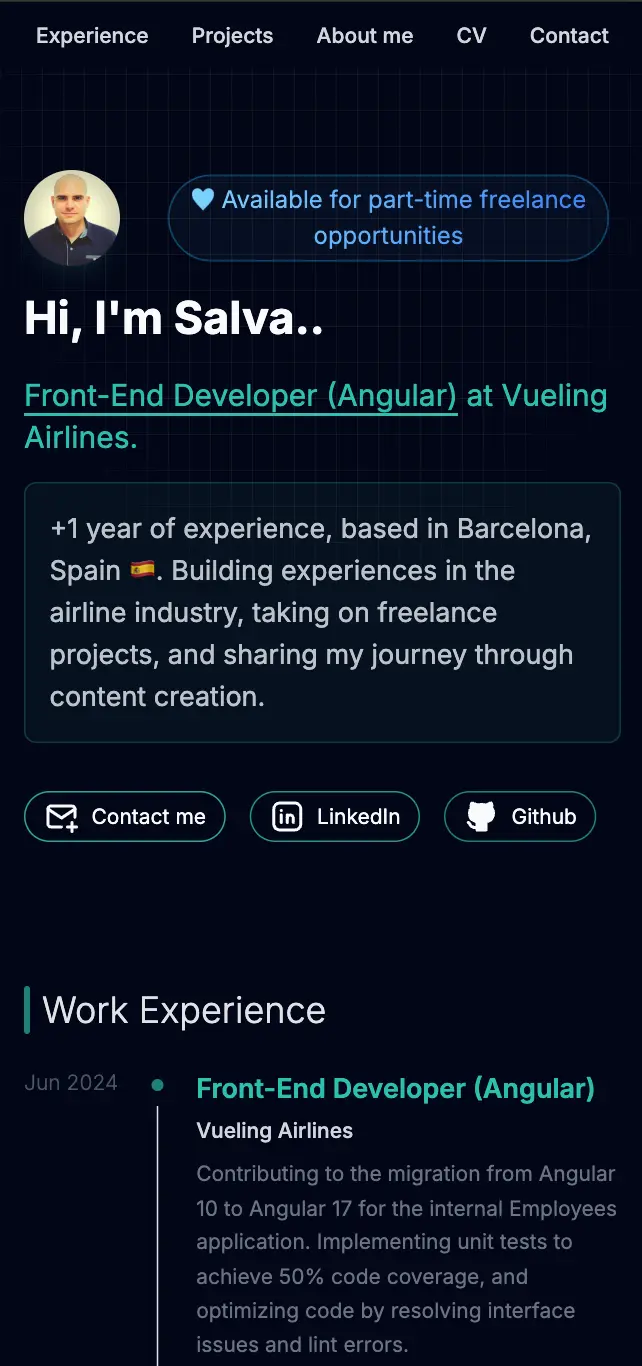 Experience Projects About me CV Contact
🩵 Available for part-time freelance
opportunities
Hi, I'm Salva..
Front-End Developer (Angular) at Vueling
Airlines.
+1 year of experience, based in Barcelona,
Spain 🇪🇸. Building experiences in the
airline industry, taking on freelance
projects, and sharing my journey through
content creation.
Contact me LinkedIn Github
Work Experience
Jun 2024
Front-End Developer (Angular)
Vueling Airlines
Contributing to the migration from Angular
10 to Angular 17 for the internal Employees
application. Implementing unit tests to
achieve 50% code coverage, and
optimizing code by resolving interface
issues and lint errors.